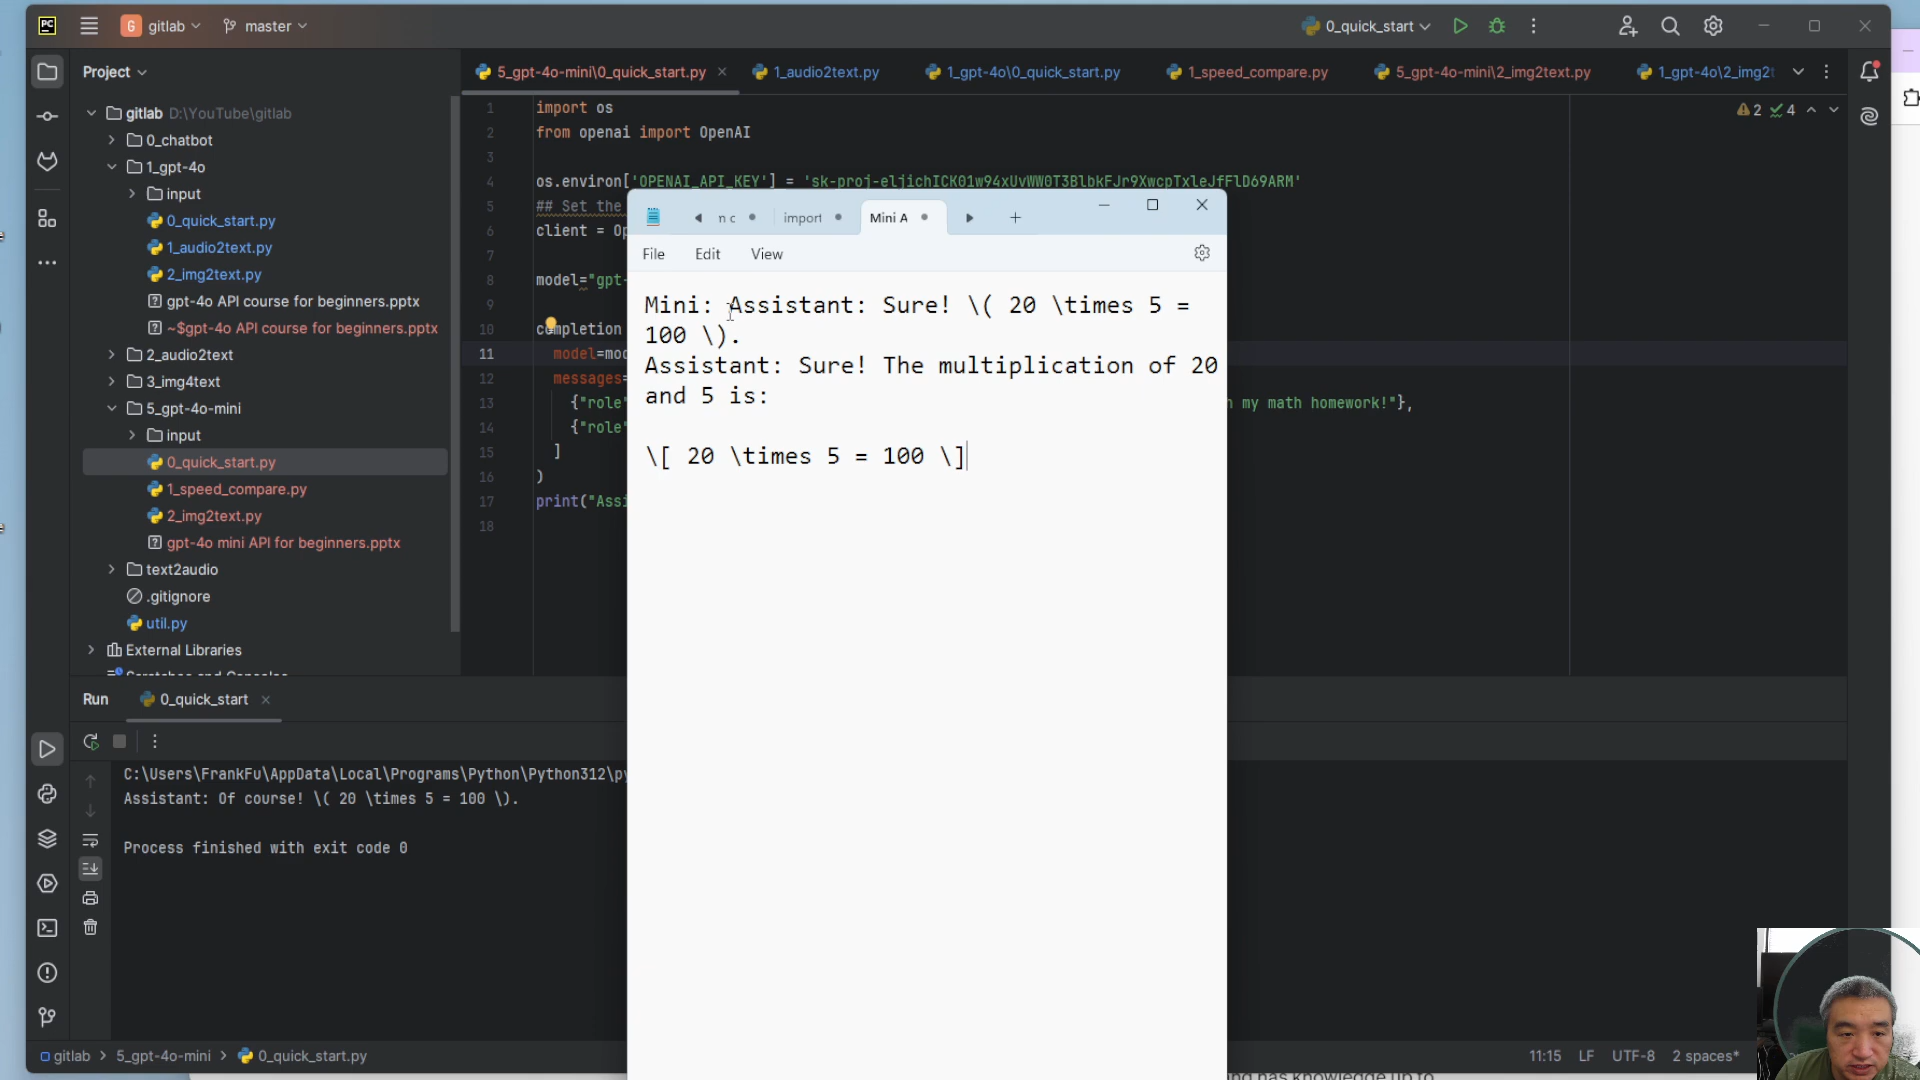 PC
G gitlab
master
0_quick_start
Project
5_gpt-4o-mini\0_quick_start.py
1_audio2text.py
1_gpt-4o\0_quick_start.py
1_speed_compare.py
5_gpt-4o-mini\2_img2text.py
1_gpt-4o\2_img2t
gitlab D:\YouTube\gitlab
0_chatbot
1_gpt-4o
input
0_quick_start.py
1_audio2text.py
2_img2text.py
gpt-4o API course for beginners.pptx
~$gpt-4o API course for beginners.pptx
2_audio2text
3_img4text
5_gpt-4o-mini
input
0_quick_start.py
1_speed_compare.py
2_img2text.py
gpt-4o mini API for beginners.pptx
text2audio
.gitignore
util.py
External Libraries
2 4
1 import os
2 from openai import OpenAI
3
4 os.environ['OPENAI_API_KEY'] = 'sk-proj-eljichICK01w94xUvWW0T3BlbkFJr9XwcpTxleJfFlD69ARM'
5 ## Set the
6 client = Op
7
8 model="gpt-
9
10 completion
11 model=mod
12 messages=
13 {"role" n my math homework!"},
14 {"role"
15 ]
16 )
17 print("Assi
18
n c
import
Mini A
File Edit View
Mini: Assistant: Sure! \( 20 \times 5 =
100 \).
Assistant: Sure! The multiplication of 20
and 5 is:
\[ 20 \times 5 = 100 \]
Run
0_quick_start
C:\Users\FrankFu\AppData\Local\Programs\Python\Python312\py
Assistant: Of course! \( 20 \times 5 = 100 \).
Process finished with exit code 0
gitlab > 5_gpt-4o-mini > 0_quick_start.py
11:15 LF UTF-8 2 spaces*